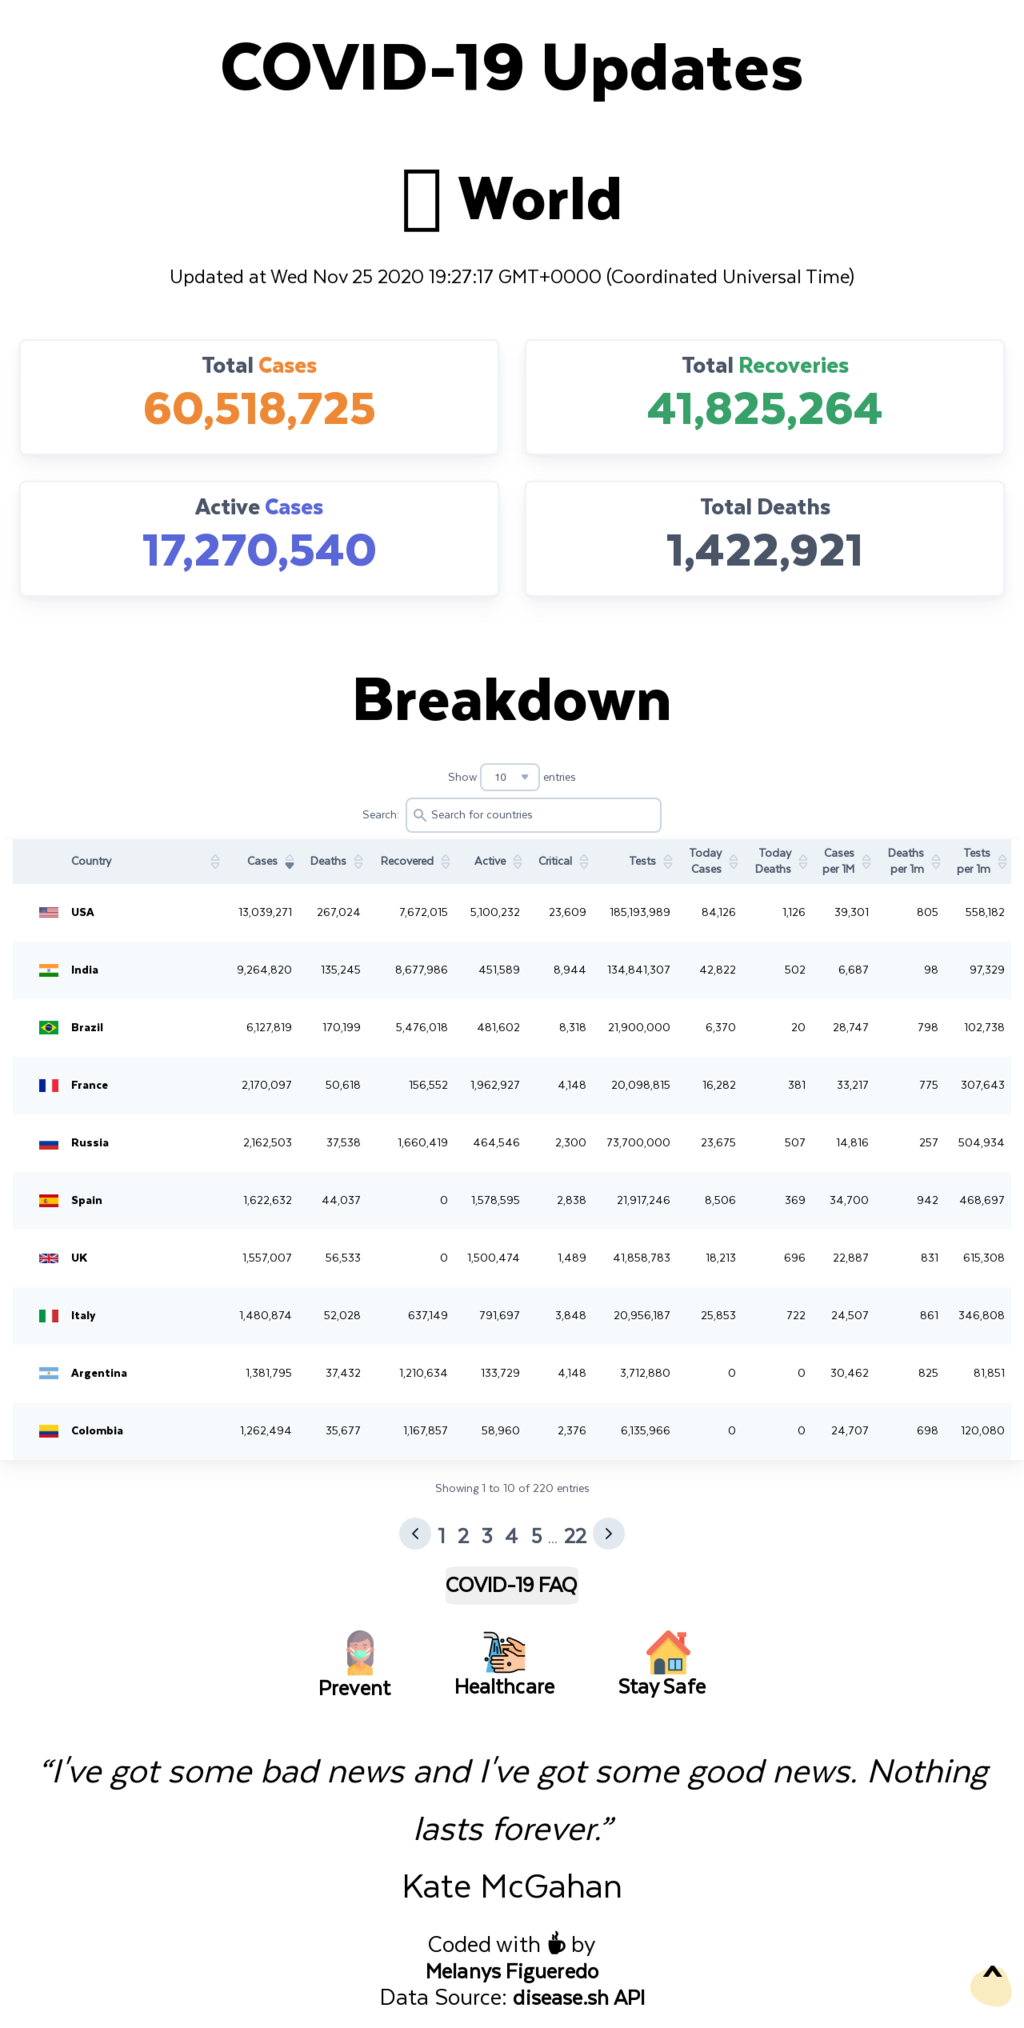 COVID-19 Updates
World
Updated at Wed Nov 25 2020 19:27:17 GMT+0000 (Coordinated Universal Time)
Total Cases
60,518,725
Total Recoveries
41,825,264
Active Cases
17,270,540
Total Deaths
1,422,921
Breakdown
Show 10 entries
Search: Search for countries
Country Cases Deaths Recovered Active Critical Tests Today Cases Today Deaths Cases per 1M Deaths per 1m Tests per 1m
USA 13,039,271 267,024 7,672,015 5,100,232 23,609 185,193,989 84,126 1,126 39,301 805 558,182
India 9,264,820 135,245 8,677,986 451,589 8,944 134,841,307 42,822 502 6,687 98 97,329
Brazil 6,127,819 170,199 5,476,018 481,602 8,318 21,900,000 6,370 20 28,747 798 102,738
France 2,170,097 50,618 156,552 1,962,927 4,148 20,098,815 16,282 381 33,217 775 307,643
Russia 2,162,503 37,538 1,660,419 464,546 2,300 73,700,000 23,675 507 14,816 257 504,934
Spain 1,622,632 44,037 0 1,578,595 2,838 21,917,246 8,506 369 34,700 942 468,697
UK 1,557,007 56,533 0 1,500,474 1,489 41,858,783 18,213 696 22,887 831 615,308
Italy 1,480,874 52,028 637,149 791,697 3,848 20,956,187 25,853 722 24,507 861 346,808
Argentina 1,381,795 37,432 1,210,634 133,729 4,148 3,712,880 0 0 30,462 825 81,851
Colombia 1,262,494 35,677 1,167,857 58,960 2,376 6,135,966 0 0 24,707 698 120,080
Showing 1 to 10 of 220 entries
1 2 3 4 5 ... 22
COVID-19 FAQ
Prevent Healthcare Stay Safe
“I've got some bad news and I've got some good news. Nothing
lasts forever.”
Kate McGahan
Coded with by
Melanys Figueredo
Data Source: disease.sh API